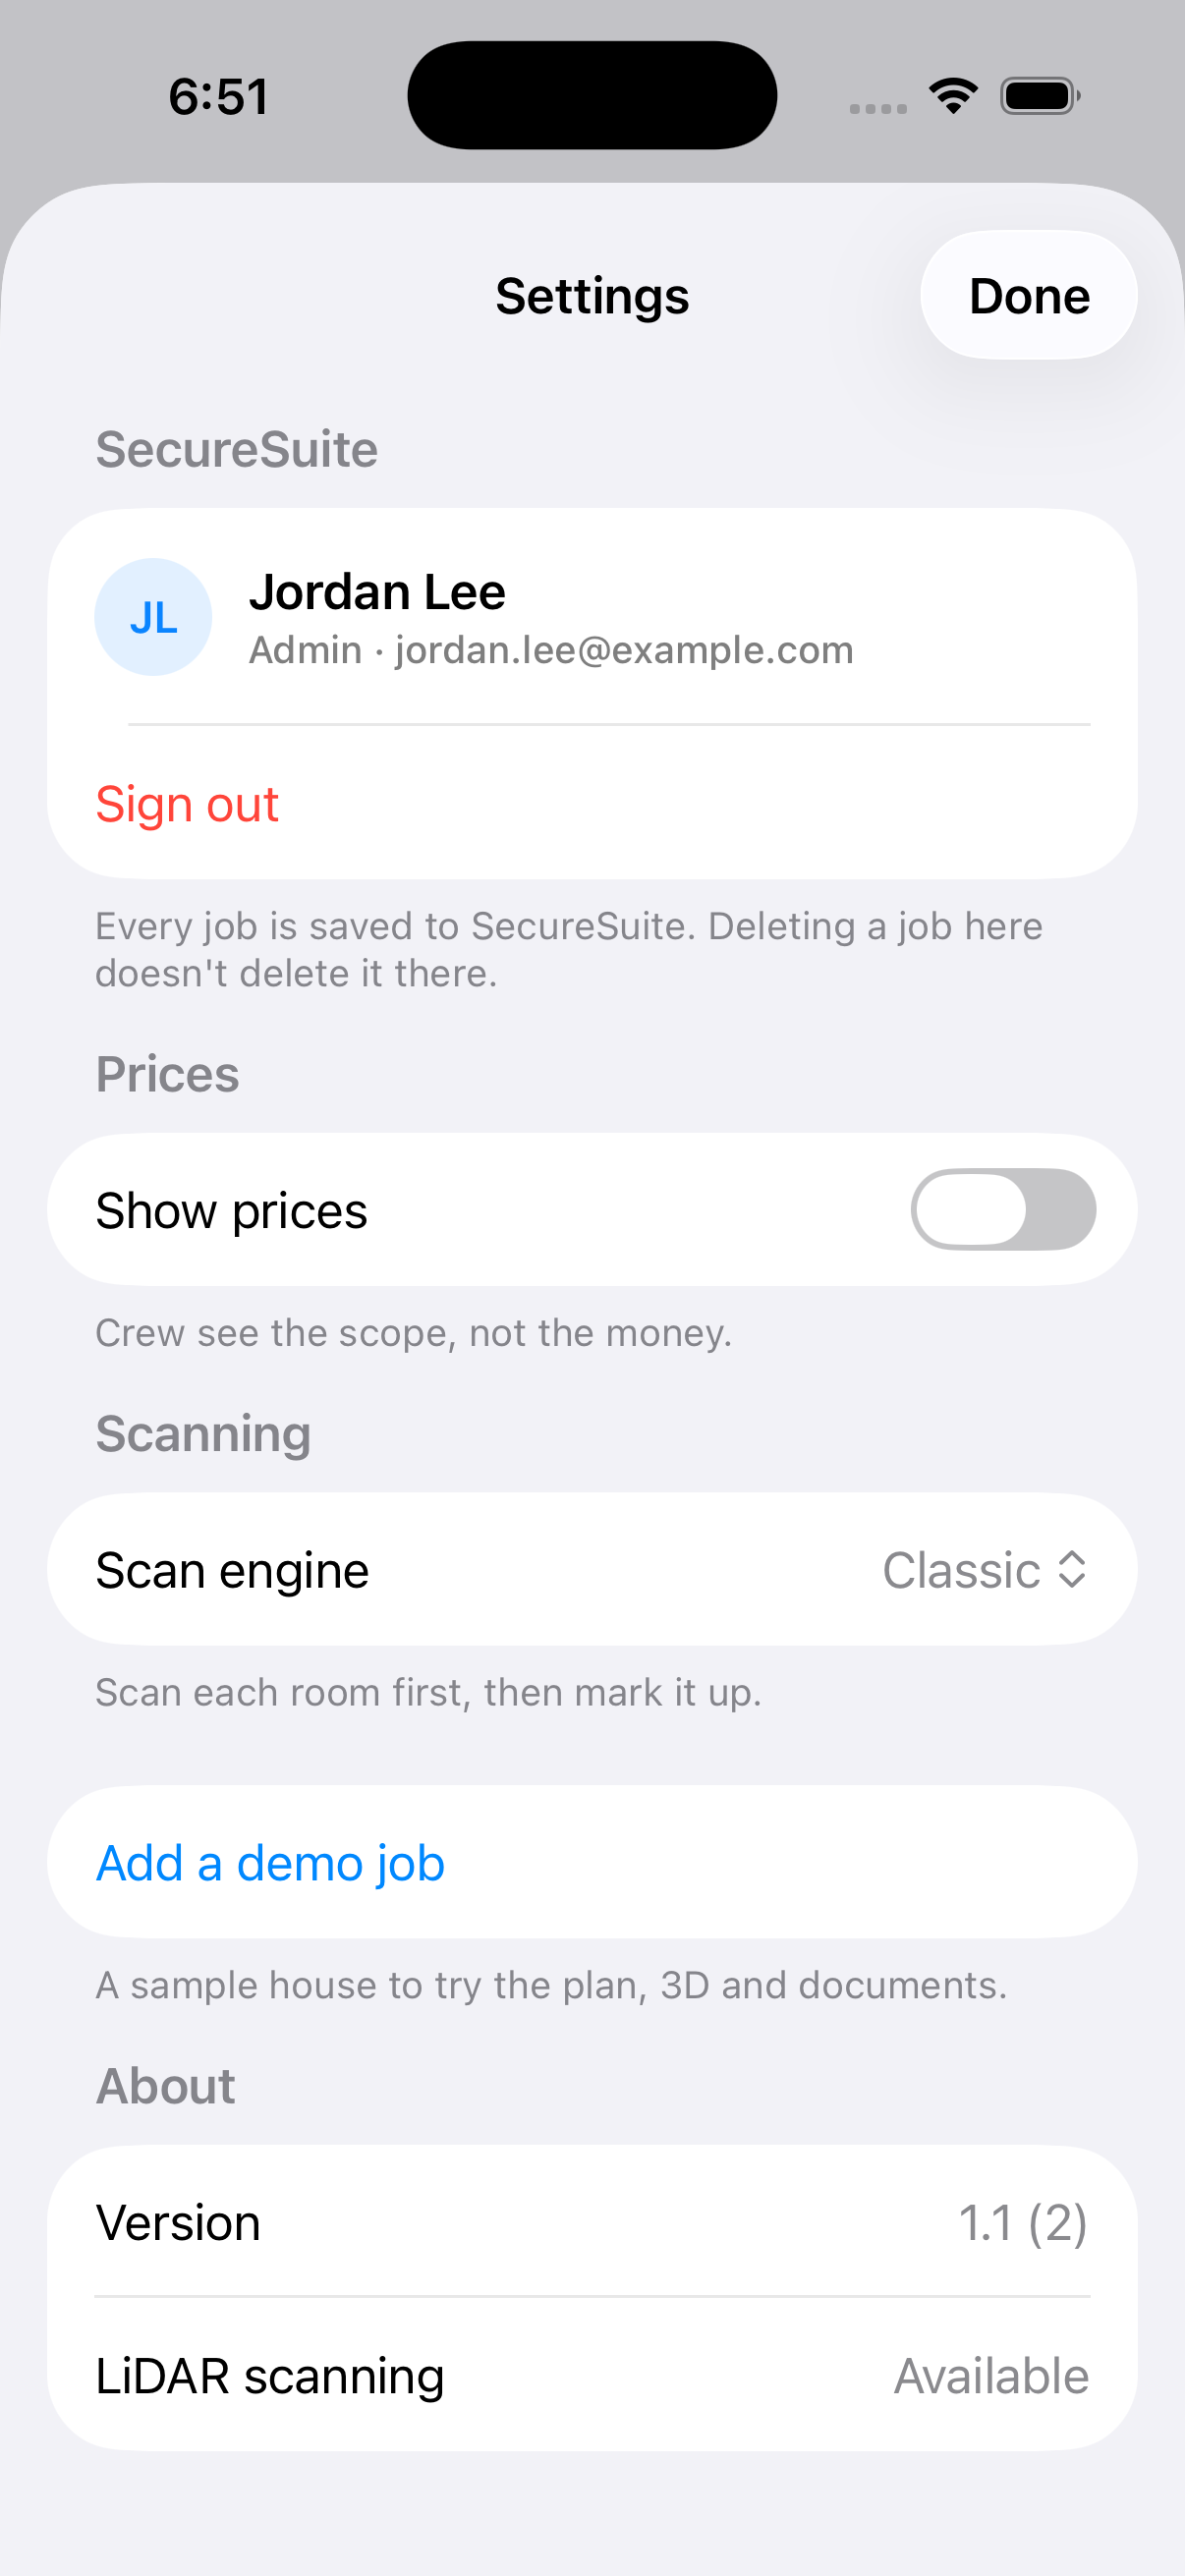 6:51
Settings
Done
SecureSuite
JL
Jordan Lee
Admin · jordan.lee@example.com
Sign out
Every job is saved to SecureSuite. Deleting a job here
doesn't delete it there.
Prices
Show prices
Crew see the scope, not the money.
Scanning
Scan engine
Classic
Scan each room first, then mark it up.
Add a demo job
A sample house to try the plan, 3D and documents.
About
Version
1.1 (2)
LiDAR scanning
Available